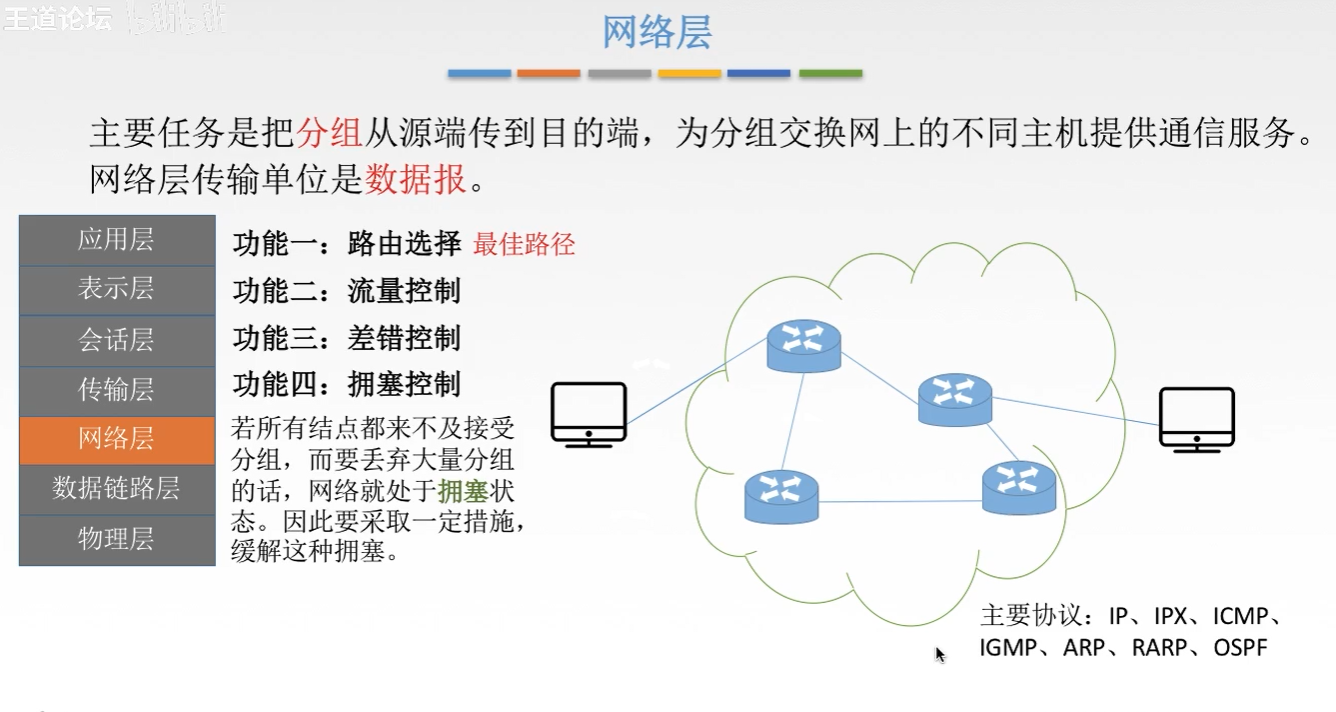 王道论坛 bilibili
网络层
主要任务是把分组从源端传到目的端，为分组交换网上的不同主机提供通信服务。
网络层传输单位是数据报。
应用层
表示层
会话层
传输层
网络层
数据链路层
物理层
功能一：路由选择 最佳路径
功能二：流量控制
功能三：差错控制
功能四：拥塞控制
若所有结点都来不及接受
分组，而要丢弃大量分组
的话，网络就处于拥塞状
态。因此要采取一定措施，
缓解这种拥塞。
主要协议：IP、IPX、ICMP、
IGMP、ARP、RARP、OSPF